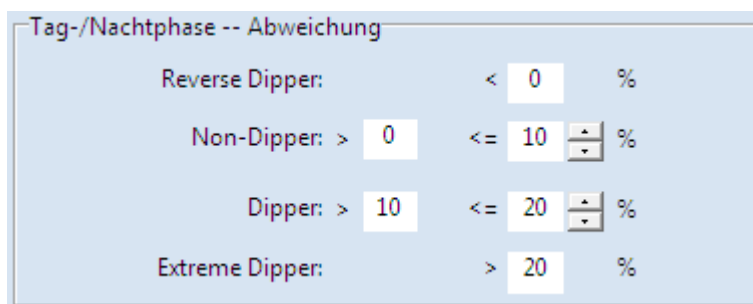 Tag-/Nachtphase -- Abweichung
Reverse Dipper: < 0 %
Non-Dipper: > 0 <= 10 %
Dipper: > 10 <= 20 %
Extreme Dipper: > 20 %